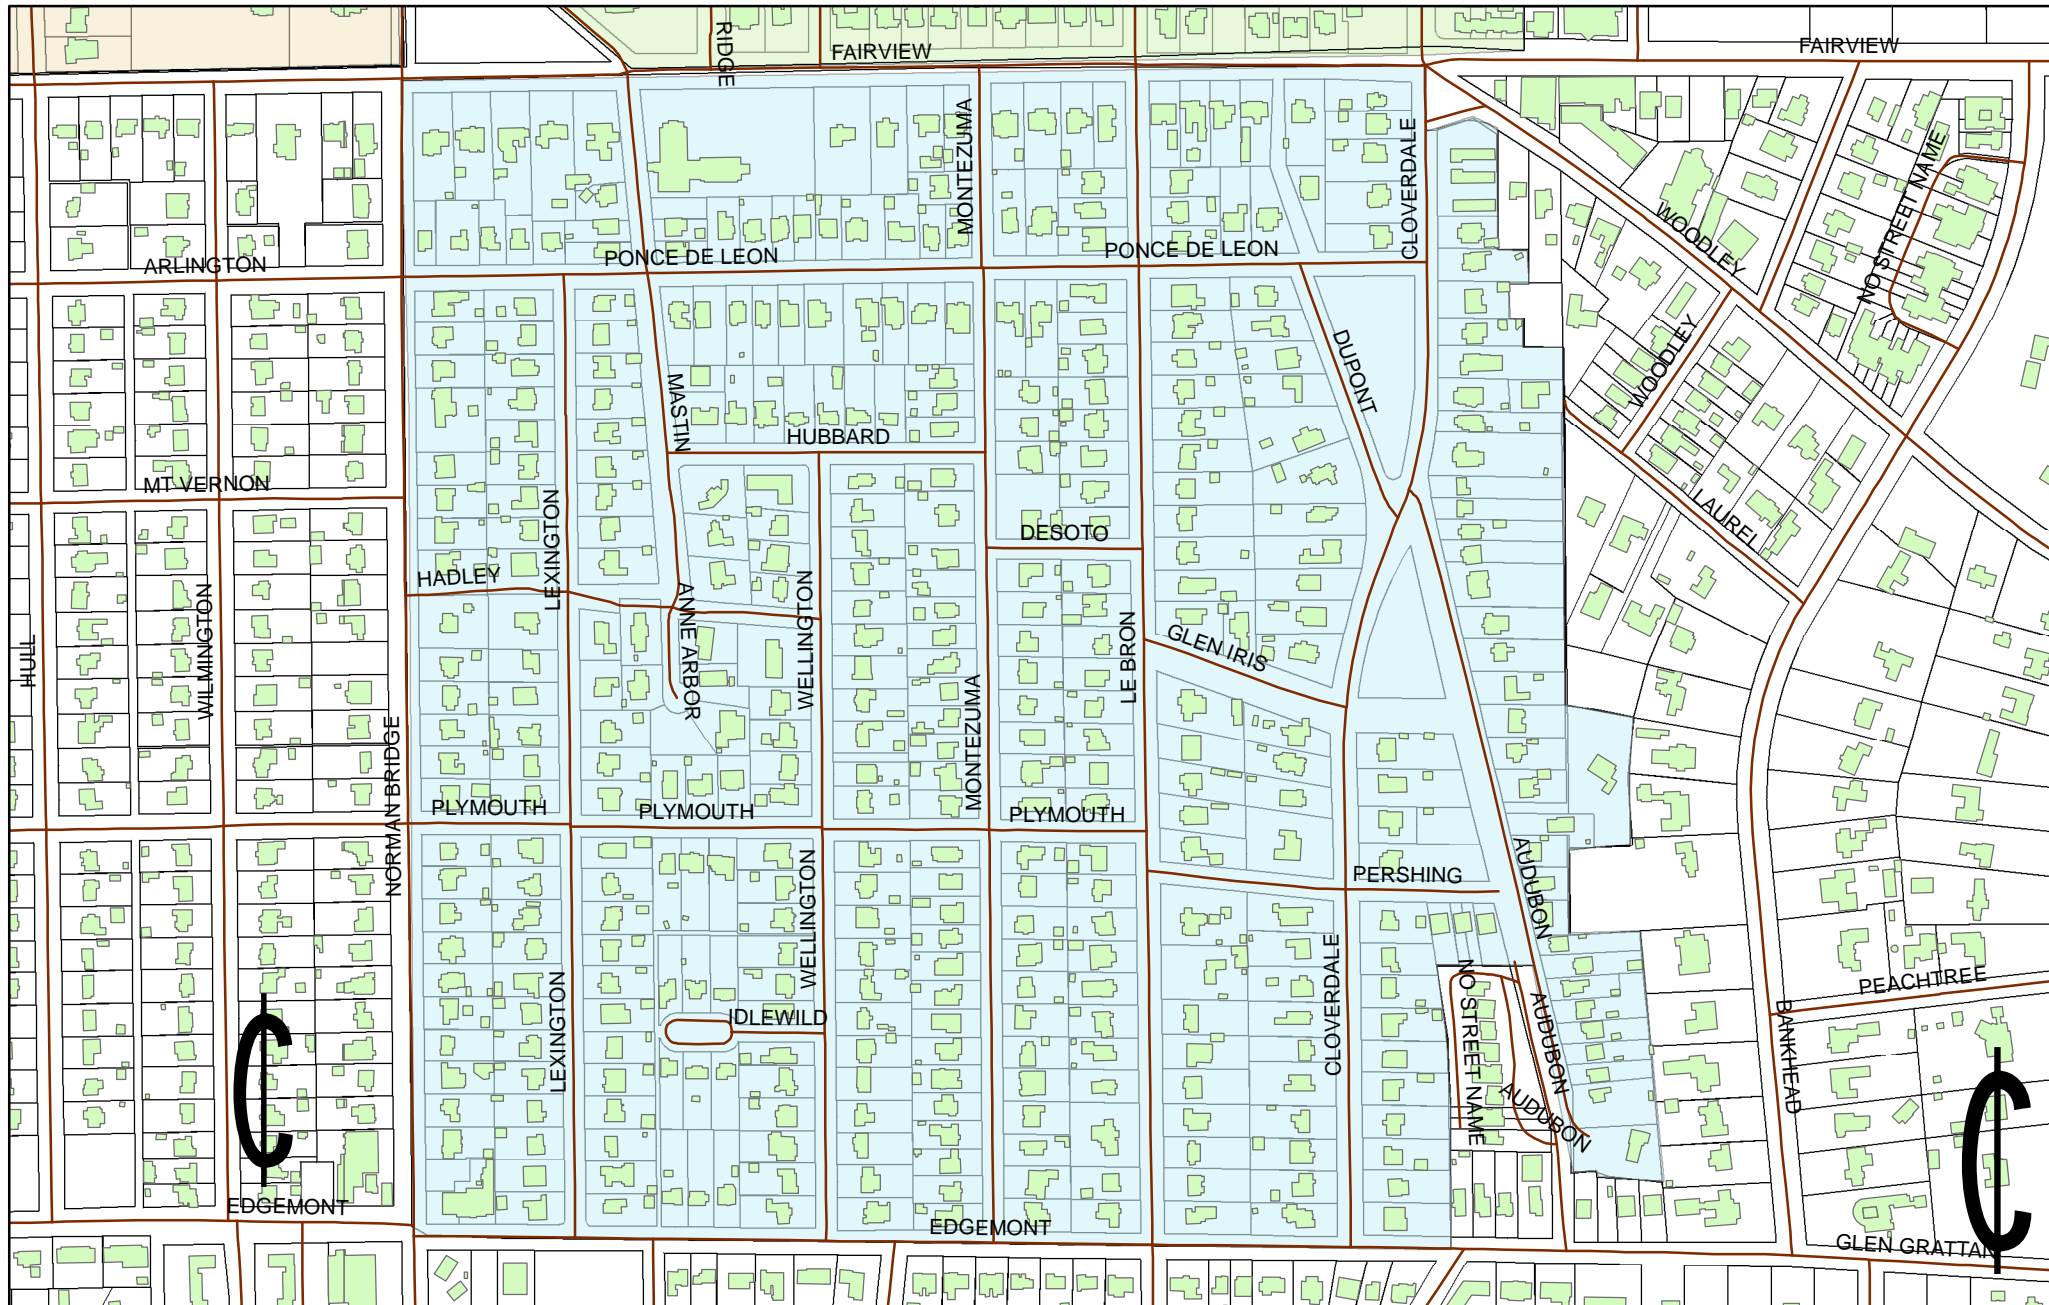 RIDGE
FAIRVIEW
FAIRVIEW
MONTEZUMA
CLOVERDALE
NO STREET NAME
WOODLEY
PONCE DE LEON
PONCE DE LEON
ARLINGTON
DUPONT
WOODLEY
MASTIN
HUBBARD
MT VERNON
LEXINGTON
LAUREL
DESOTO
HADLEY
ANNE ARBOR
WELLINGTON
HULL
WILMINGTON
LE BRON
GLEN IRIS
MONTEZUMA
NORMAN BRIDGE
PLYMOUTH
PLYMOUTH
PLYMOUTH
AUDUBON
PERSHING
WELLINGTON
CLOVERDALE
LEXINGTON
NO STREET NAME
PEACHTREE
IDLEWILD
AUDUBON
BANKHEAD
AUDUBON
₵
₵
EDGEMONT
EDGEMONT
GLEN GRATTAN